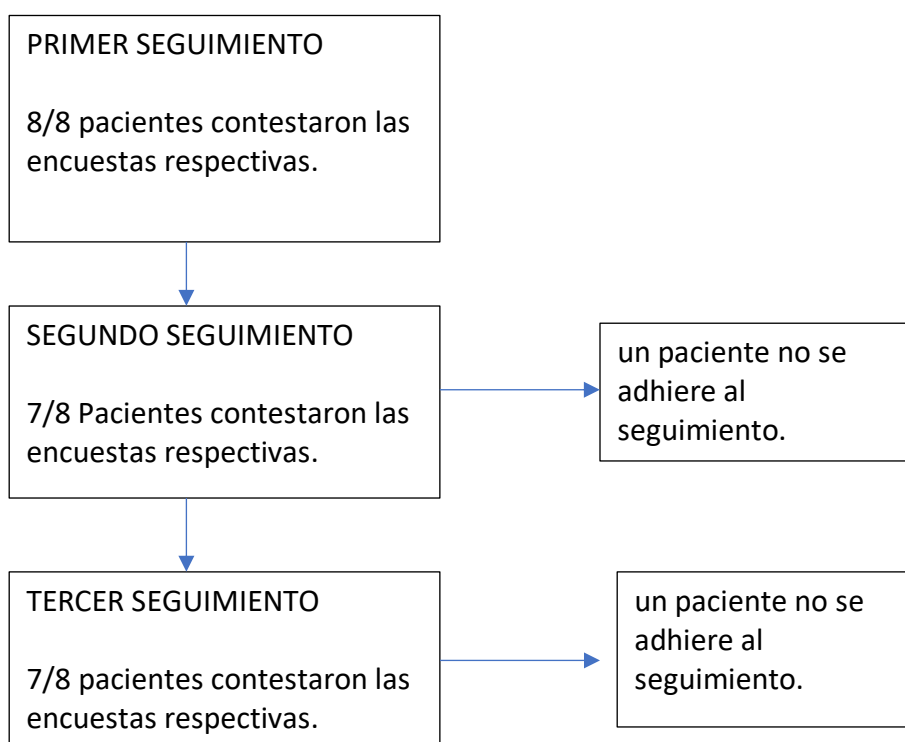 PRIMER SEGUIMIENTO
8/8 pacientes contestaron las
encuestas respectivas.
SEGUNDO SEGUIMIENTO
7/8 Pacientes contestaron las
encuestas respectivas.
un paciente no se
adhiere al
seguimiento.
TERCER SEGUIMIENTO
7/8 pacientes contestaron las
encuestas respectivas.
un paciente no se
adhiere al
seguimiento.